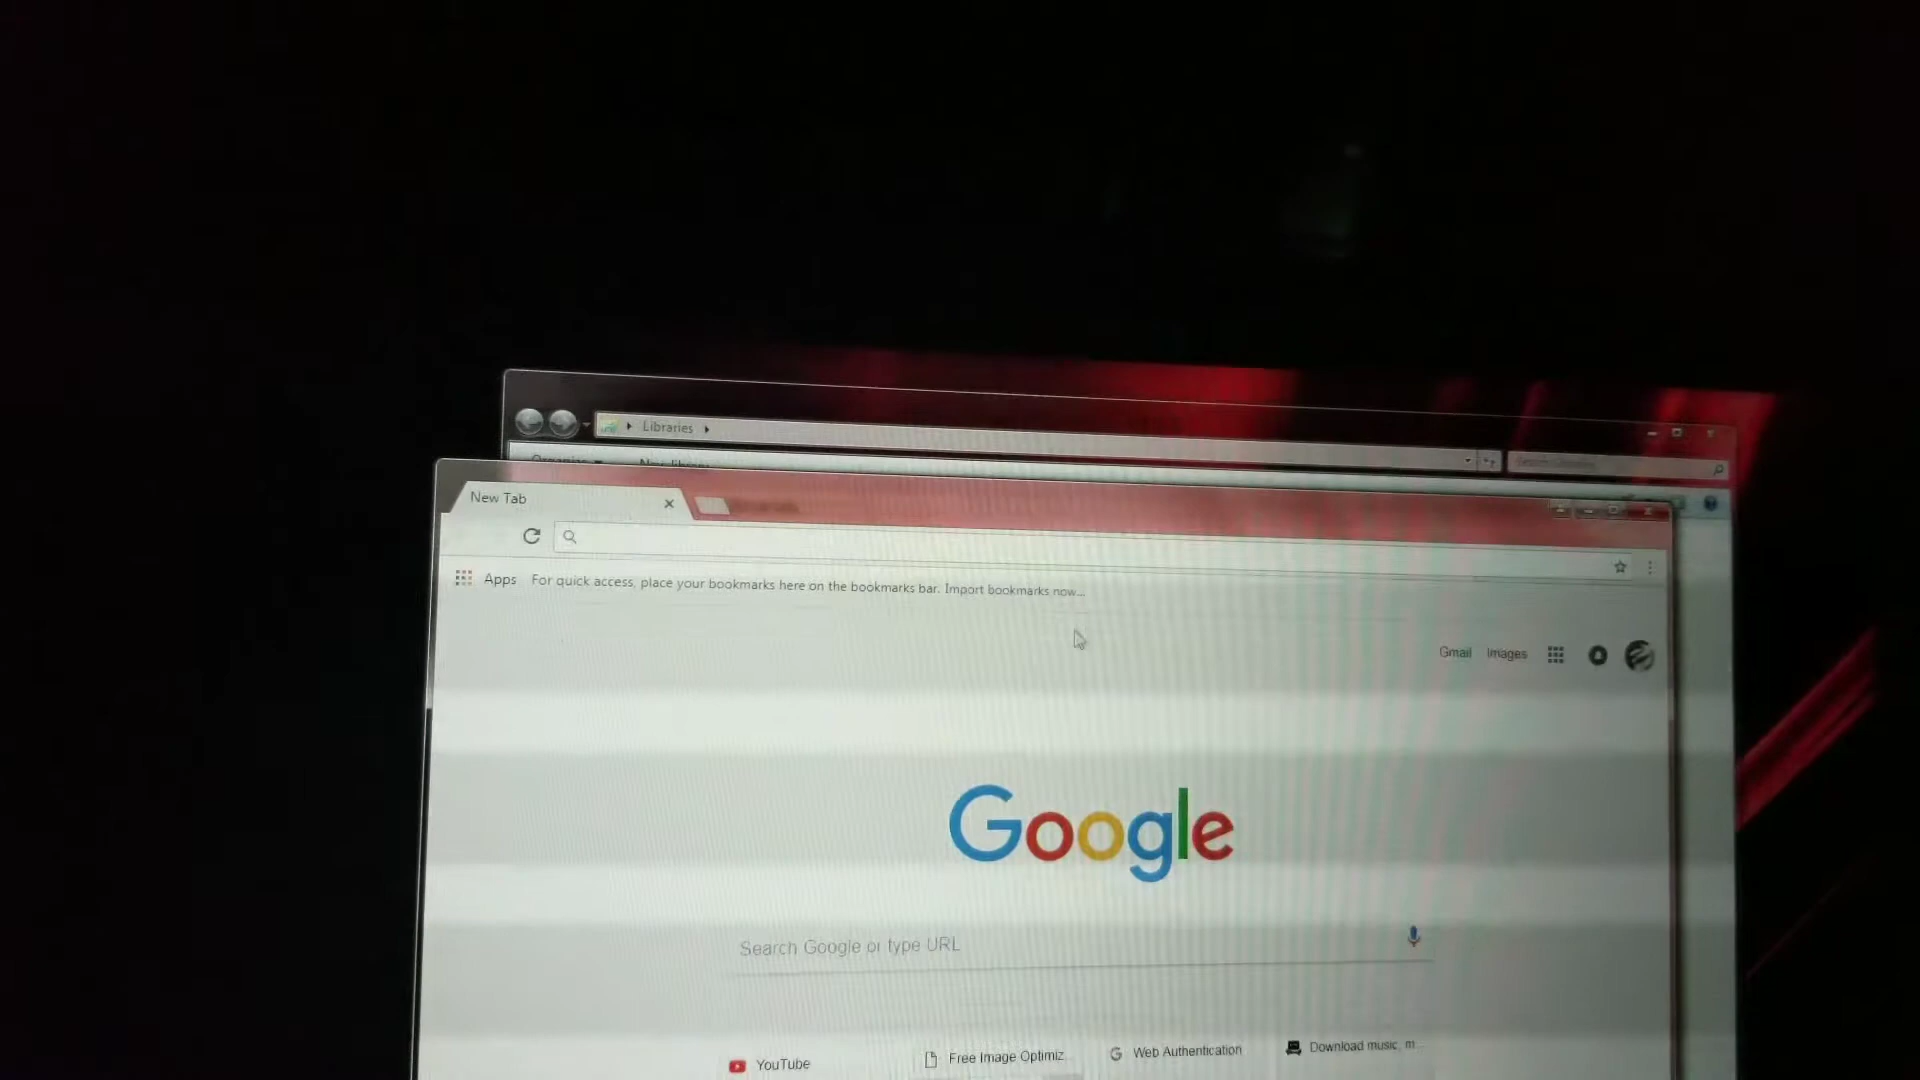 Libraries
New Tab
Apps For quick access, place your bookmarks here on the bookmarks bar. Import bookmarks now...
Gmail Images
Google
Search Google or type URL
YouTube Free Image Optimiz... G Web Authentication Download music, m...